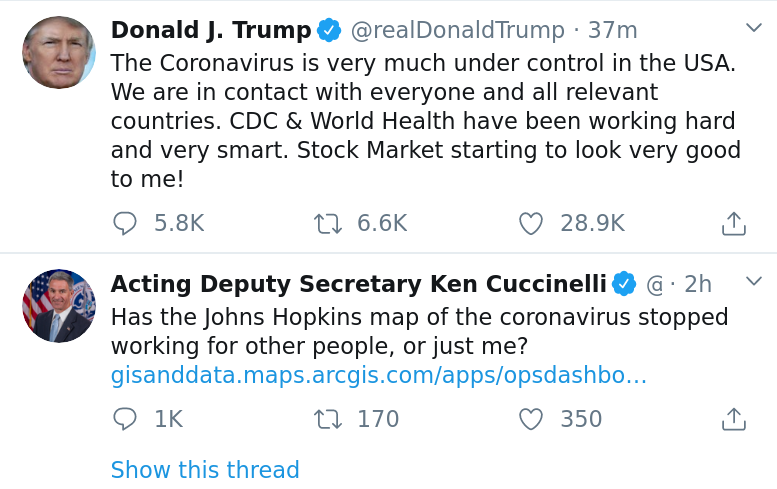 Donald J. Trump @realDonaldTrump · 37m
The Coronavirus is very much under control in the USA.
We are in contact with everyone and all relevant
countries. CDC & World Health have been working hard
and very smart. Stock Market starting to look very good
to me!
5.8K 6.6K 28.9K
Acting Deputy Secretary Ken Cuccinelli @ · 2h
Has the Johns Hopkins map of the coronavirus stopped
working for other people, or just me?
gisanddata.maps.arcgis.com/apps/opsdashbo...
1K 170 350
Show this thread